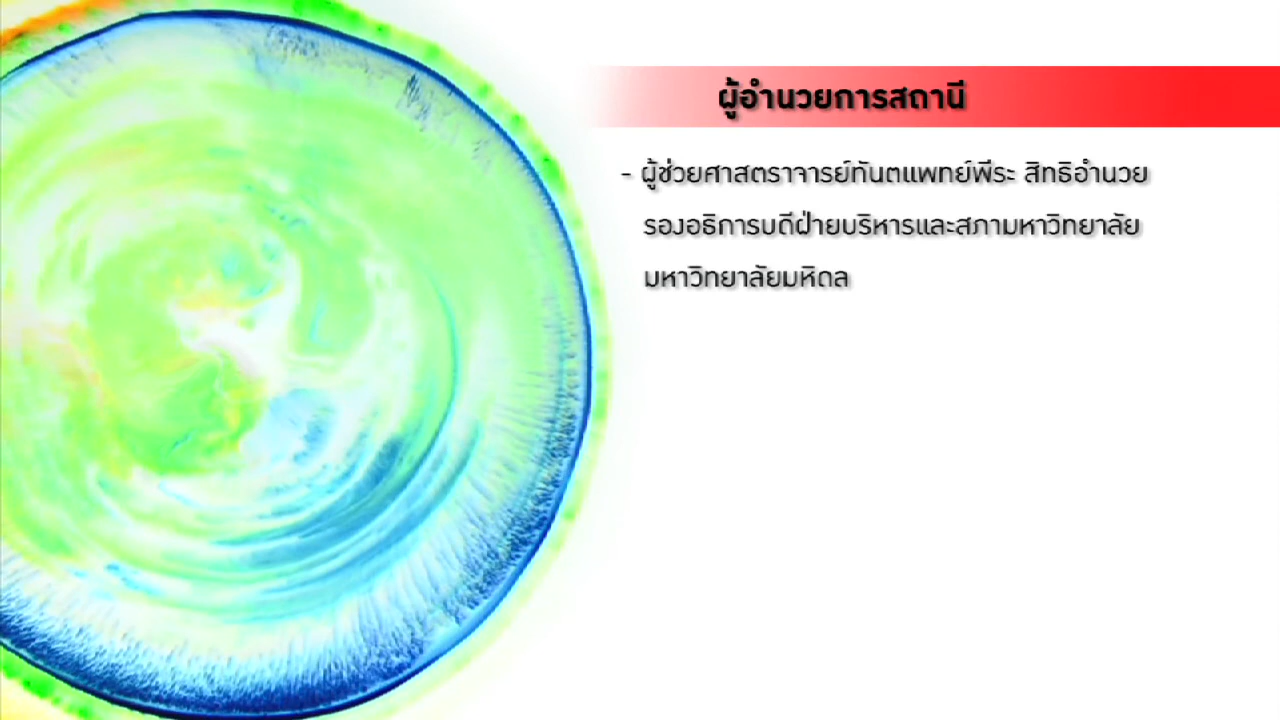 ผู้อำนวยการสถานี
- ผู้ช่วยศาสตราจารย์ทันตแพทย์พีระ สิทธิอำนวย
รองอธิการบดีฝ่ายบริหารและสภามหาวิทยาลัย
มหาวิทยาลัยมหิดล